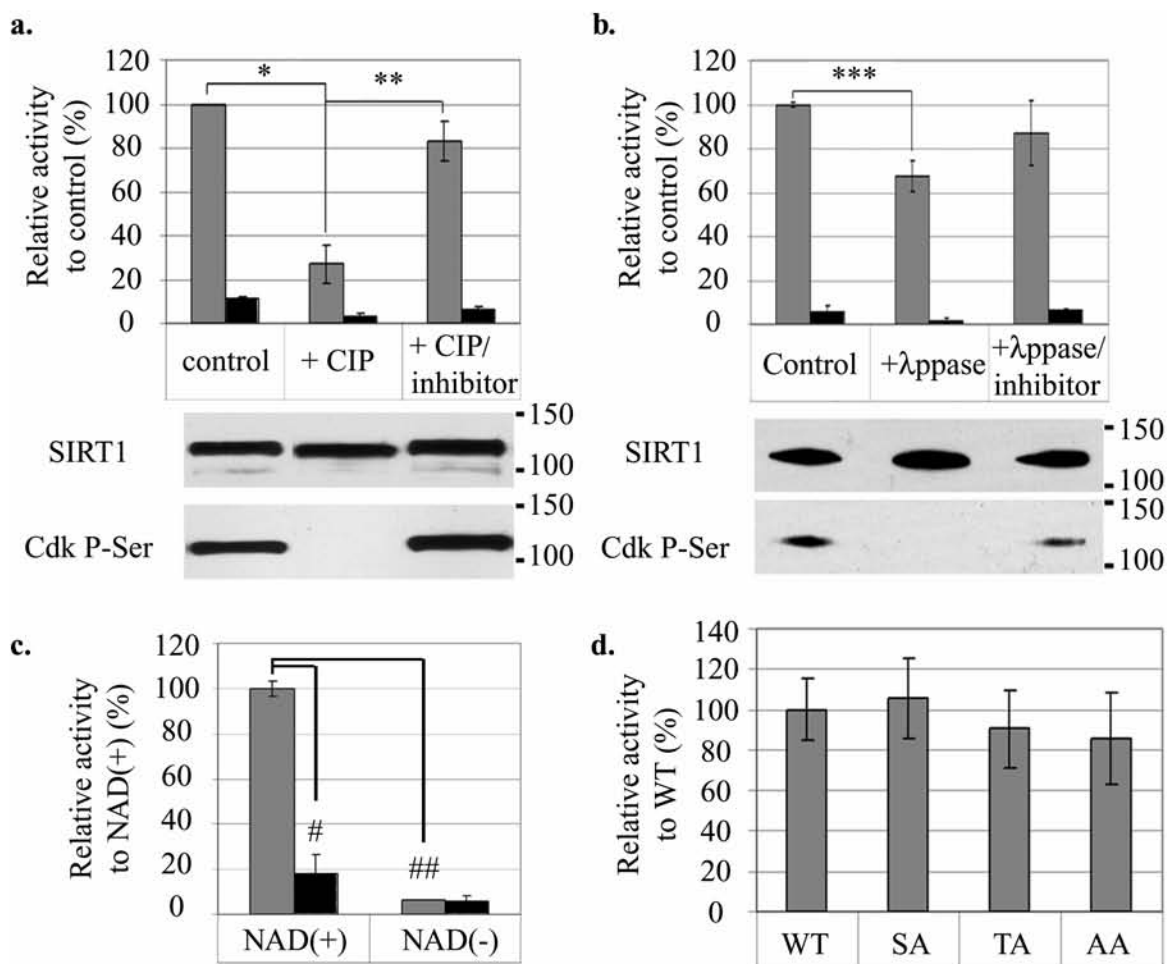 a.
Relative activity
to control (%)
120
100
80
60
40
20
0
*
**
control
+ CIP
+ CIP/
inhibitor
SIRT1
150
100
Cdk P-Ser
150
100
b.
Relative activity
to control (%)
120
100
80
60
40
20
0
***
Control
+λppase
+λppase/
inhibitor
SIRT1
150
100
Cdk P-Ser
150
100
c.
Relative activity
to NAD(+) (%)
120
100
80
60
40
20
0
#
##
NAD(+)
NAD(-)
d.
Relative activity
to WT (%)
140
120
100
80
60
40
20
0
WT
SA
TA
AA